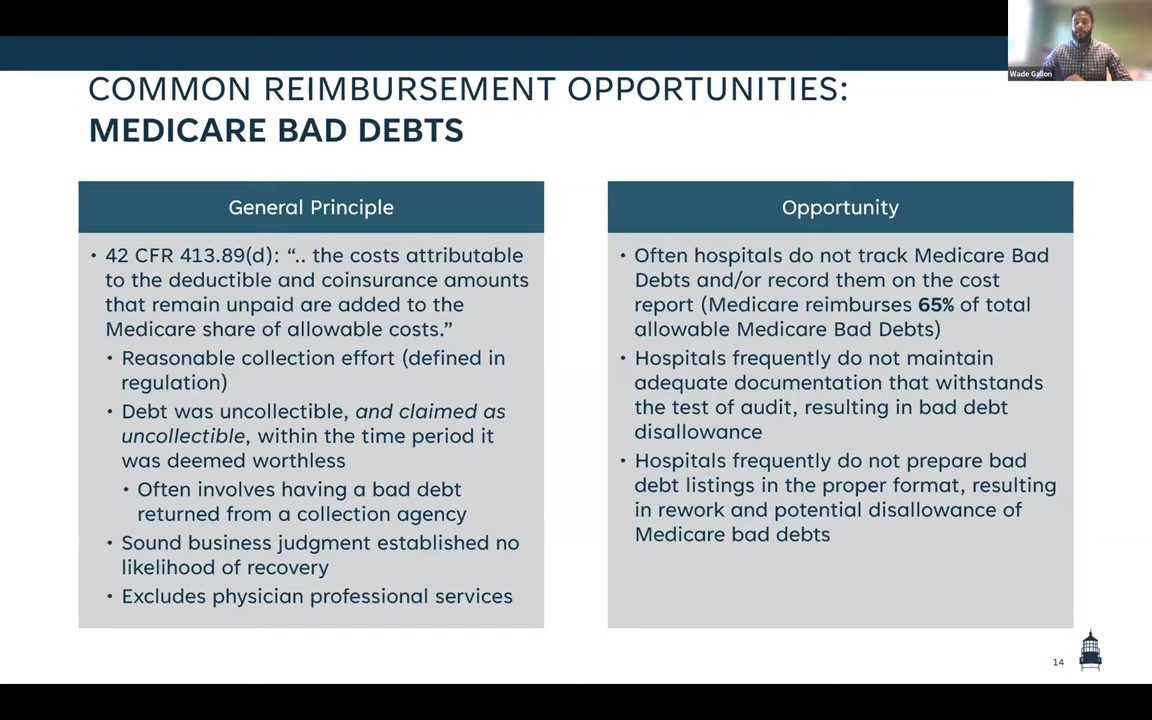 Wade Gallon
COMMON REIMBURSEMENT OPPORTUNITIES:
MEDICARE BAD DEBTS
General Principle
• 42 CFR 413.89(d): “.. the costs attributable
to the deductible and coinsurance amounts
that remain unpaid are added to the
Medicare share of allowable costs.”
• Reasonable collection effort (defined in
regulation)
• Debt was uncollectible, and claimed as
uncollectible, within the time period it
was deemed worthless
• Often involves having a bad debt
returned from a collection agency
• Sound business judgment established no
likelihood of recovery
• Excludes physician professional services
Opportunity
• Often hospitals do not track Medicare Bad
Debts and/or record them on the cost
report (Medicare reimburses 65% of total
allowable Medicare Bad Debts)
• Hospitals frequently do not maintain
adequate documentation that withstands
the test of audit, resulting in bad debt
disallowance
• Hospitals frequently do not prepare bad
debt listings in the proper format, resulting
in rework and potential disallowance of
Medicare bad debts
14